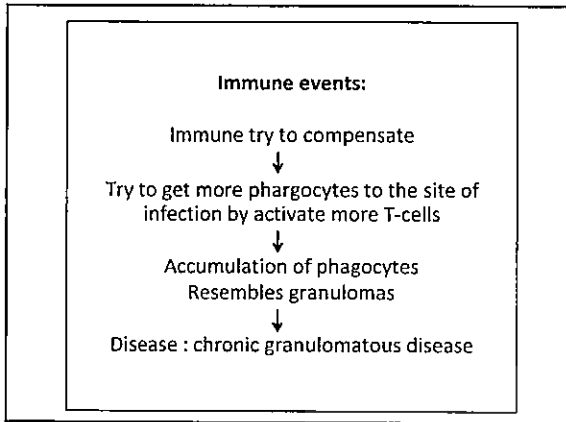 Immune events:
Immune try to compensate
↓
Try to get more phargocytes to the site of
infection by activate more T-cells
↓
Accumulation of phagocytes
Resembles granulomas
↓
Disease : chronic granulomatous disease